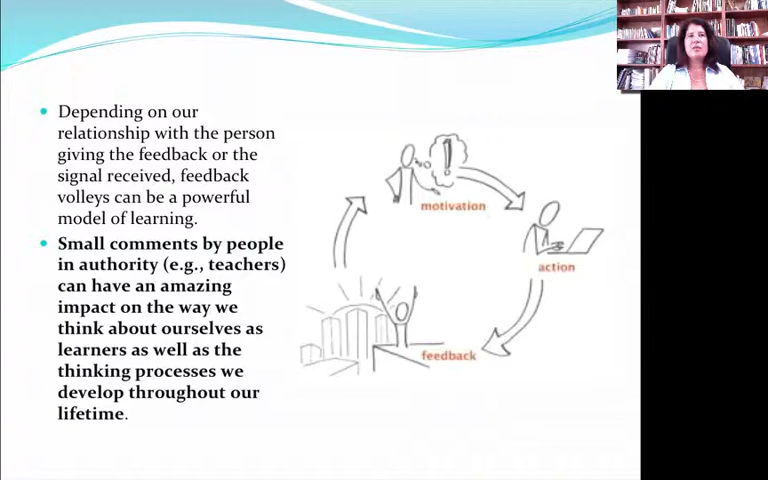 Depending on our
relationship with the person
giving the feedback or the
signal received, feedback
volleys can be a powerful
model of learning.
Small comments by people
in authority (e.g., teachers)
can have an amazing
impact on the way we
think about ourselves as
learners as well as the
thinking processes we
develop throughout our
lifetime.
!
motivation
action
feedback